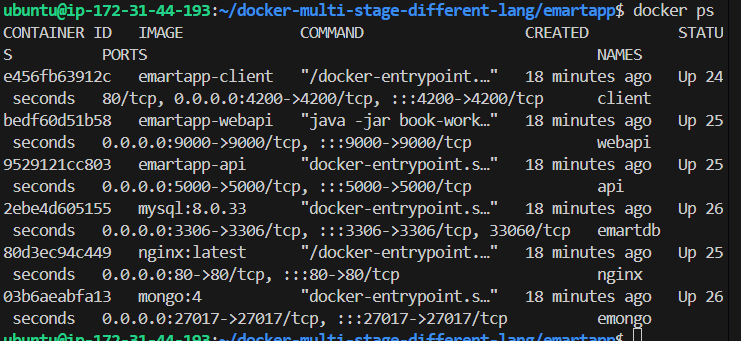 ubuntu@ip-172-31-44-193:~/docker-multi-stage-different-lang/emartapp$ docker ps
CONTAINER ID   IMAGE             COMMAND                  CREATED          STATU
S      PORTS                                                  NAMES
e456fb63912c   emartapp-client   "/docker-entrypoint.…"   18 minutes ago   Up 24
 seconds   80/tcp, 0.0.0.0:4200->4200/tcp, :::4200->4200/tcp      client
bedf60d51b58   emartapp-webapi   "java -jar book-work…"   18 minutes ago   Up 25
 seconds   0.0.0.0:9000->9000/tcp, :::9000->9000/tcp              webapi
9529121cc803   emartapp-api      "docker-entrypoint.s…"   18 minutes ago   Up 25
 seconds   0.0.0.0:5000->5000/tcp, :::5000->5000/tcp              api
2ebe4d605155   mysql:8.0.33      "docker-entrypoint.s…"   18 minutes ago   Up 26
 seconds   0.0.0.0:3306->3306/tcp, :::3306->3306/tcp, 33060/tcp   emartdb
80d3ec94c449   nginx:latest      "/docker-entrypoint.…"   18 minutes ago   Up 25
 seconds   0.0.0.0:80->80/tcp, :::80->80/tcp                      nginx
03b6aeabfa13   mongo:4           "docker-entrypoint.s…"   18 minutes ago   Up 26
 seconds   0.0.0.0:27017->27017/tcp, :::27017->27017/tcp          emongo
ubuntu@ip-172-31-44-193:~/docker-multi-stage-different-lang/emartapp$